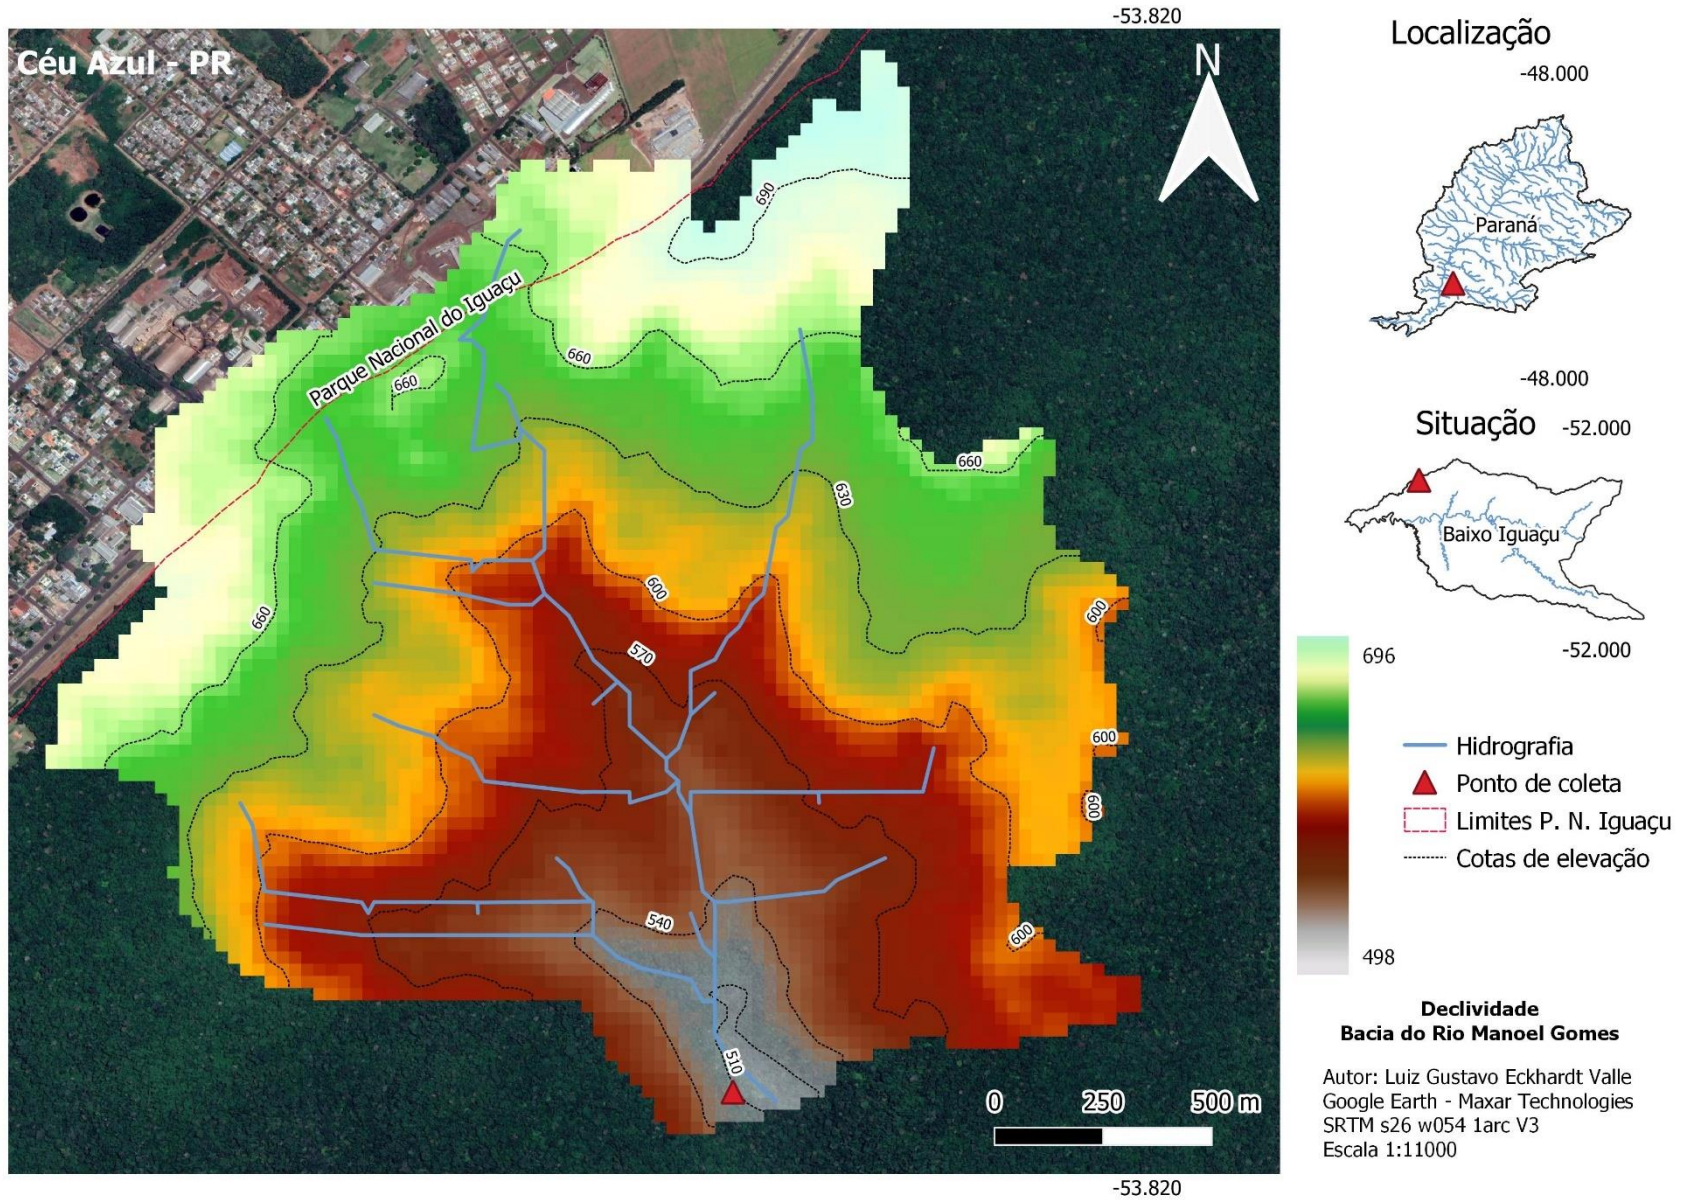 -53.820
Céu Azul - PR
N
690
Parque Nacional do Iguaçu
660
660
660
630
660
600
600
570
600
600
540
600
510
0 250 500 m
-53.820
Localização
-48.000
Paraná
-48.000
Situação
-52.000
Baixo Iguaçu
-52.000
696
498
Hidrografia
Ponto de coleta
Limites P. N. Iguaçu
Cotas de elevação
Declividade
Bacia do Rio Manoel Gomes
Autor: Luiz Gustavo Eckhardt Valle
Google Earth - Maxar Technologies
SRTM s26 w054 1arc V3
Escala 1:11000